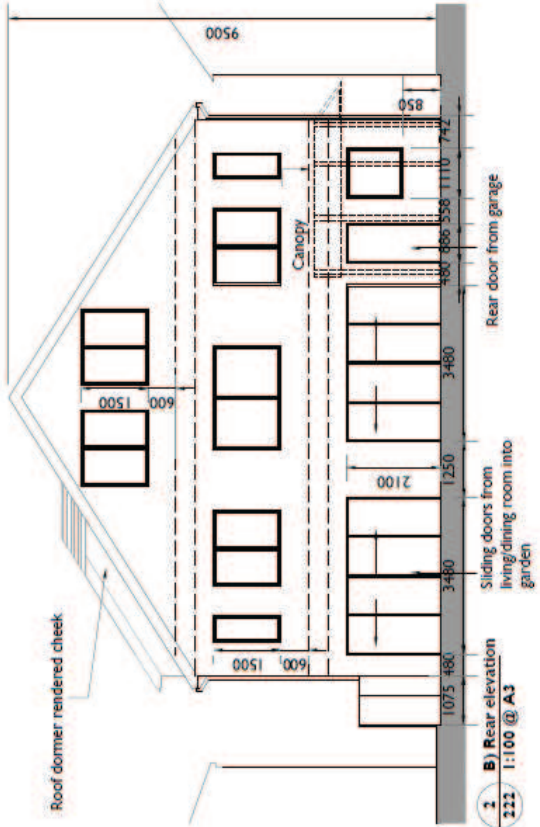 Roof dormer rendered cheek
9500
1500
600
Canopy
1500
600
2100
850
1075
480
3480
1250
3480
480
886
558
1110
742
Sliding doors from
living/dining room into
garden
Rear door from garage
2
222
B) Rear elevation
1:100 @ A3